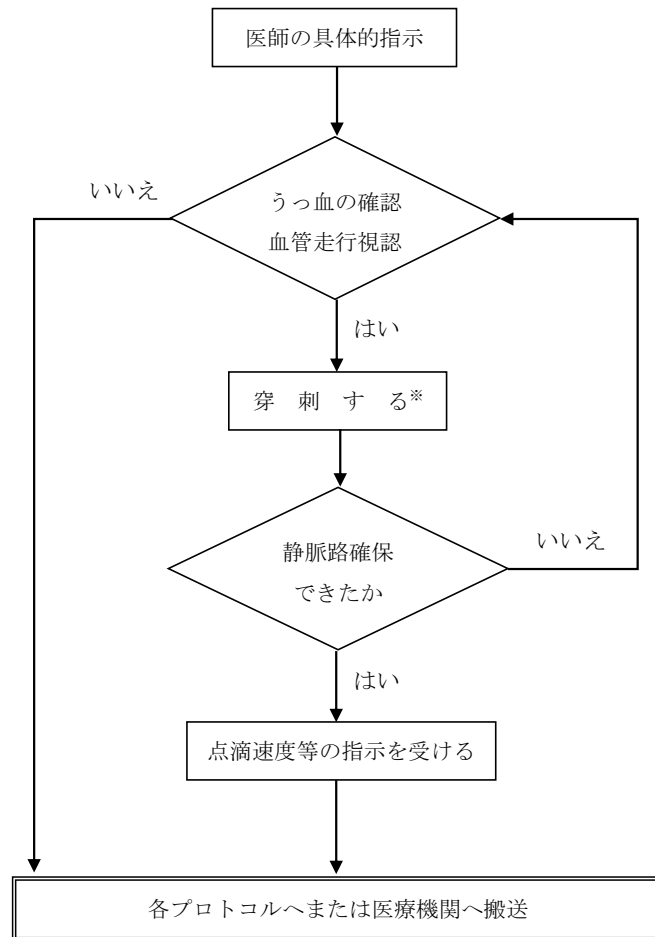 医師の具体的指示
いいえ
うっ血の確認
血管走行視認
はい
穿 刺 す る※
静脈路確保
できたか
いいえ
はい
点滴速度等の指示を受ける
各プロトコルへまたは医療機関へ搬送